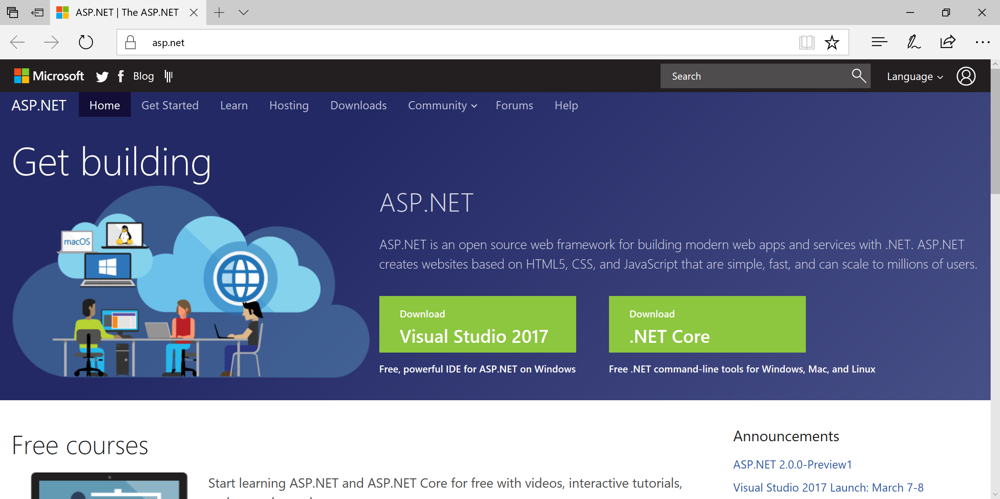 ASP.NET | The ASP.NET
asp.net
Microsoft Blog Search Language
ASP.NET Home Get Started Learn Hosting Downloads Community Forums Help
Get building
macOS
ASP.NET
ASP.NET is an open source web framework for building modern web apps and services with .NET. ASP.NET
creates websites based on HTML5, CSS, and JavaScript that are simple, fast, and can scale to millions of users.
Download
Visual Studio 2017
Free, powerful IDE for ASP.NET on Windows
Download
.NET Core
Free .NET command-line tools for Windows, Mac, and Linux
Free courses
Start learning ASP.NET and ASP.NET Core for free with videos, interactive tutorials,
Announcements
ASP.NET 2.0.0-Preview1
Visual Studio 2017 Launch: March 7-8